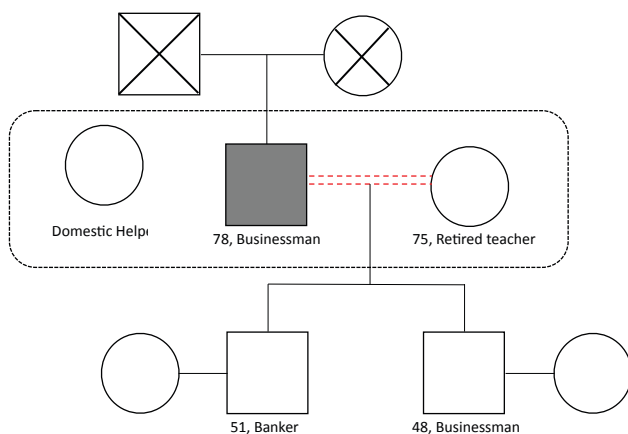 Domestic Helpe
78, Businessman
75, Retired teacher
51, Banker
48, Businessman